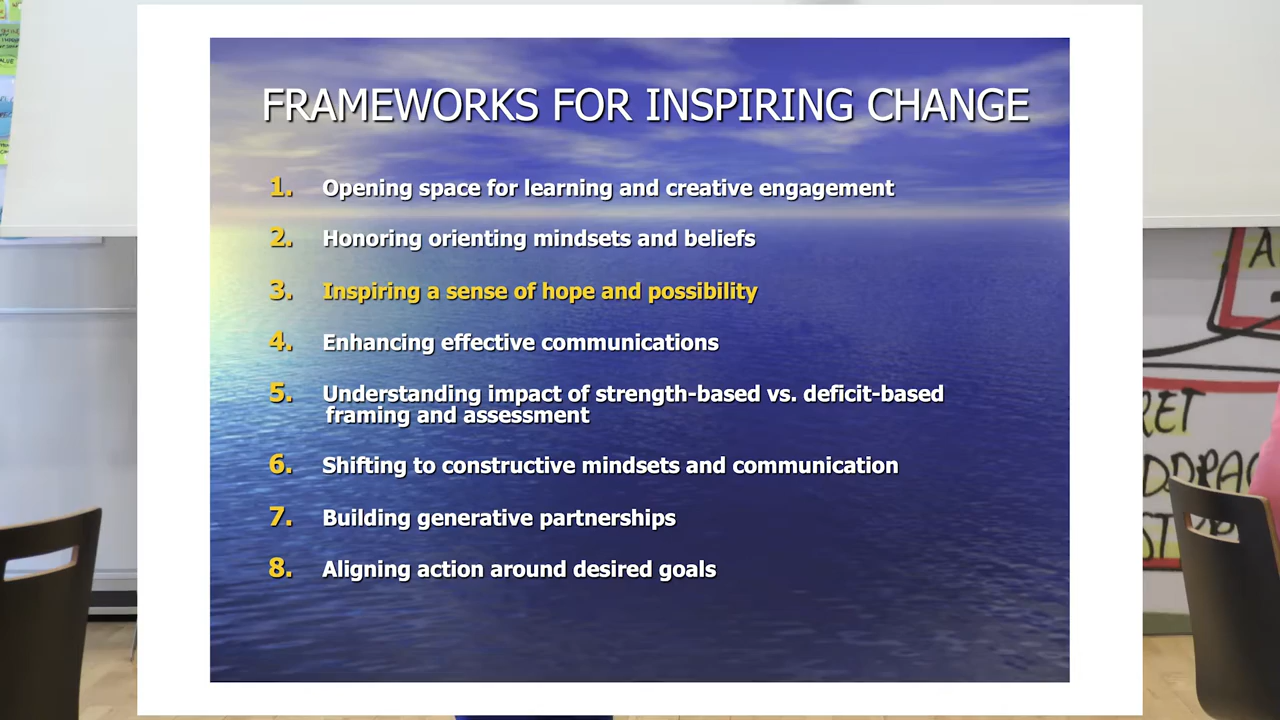 FRAMEWORKS FOR INSPIRING CHANGE
1. Opening space for learning and creative engagement
2. Honoring orienting mindsets and beliefs
3. Inspiring a sense of hope and possibility
4. Enhancing effective communications
5. Understanding impact of strength-based vs. deficit-based
framing and assessment
6. Shifting to constructive mindsets and communication
7. Building generative partnerships
8. Aligning action around desired goals